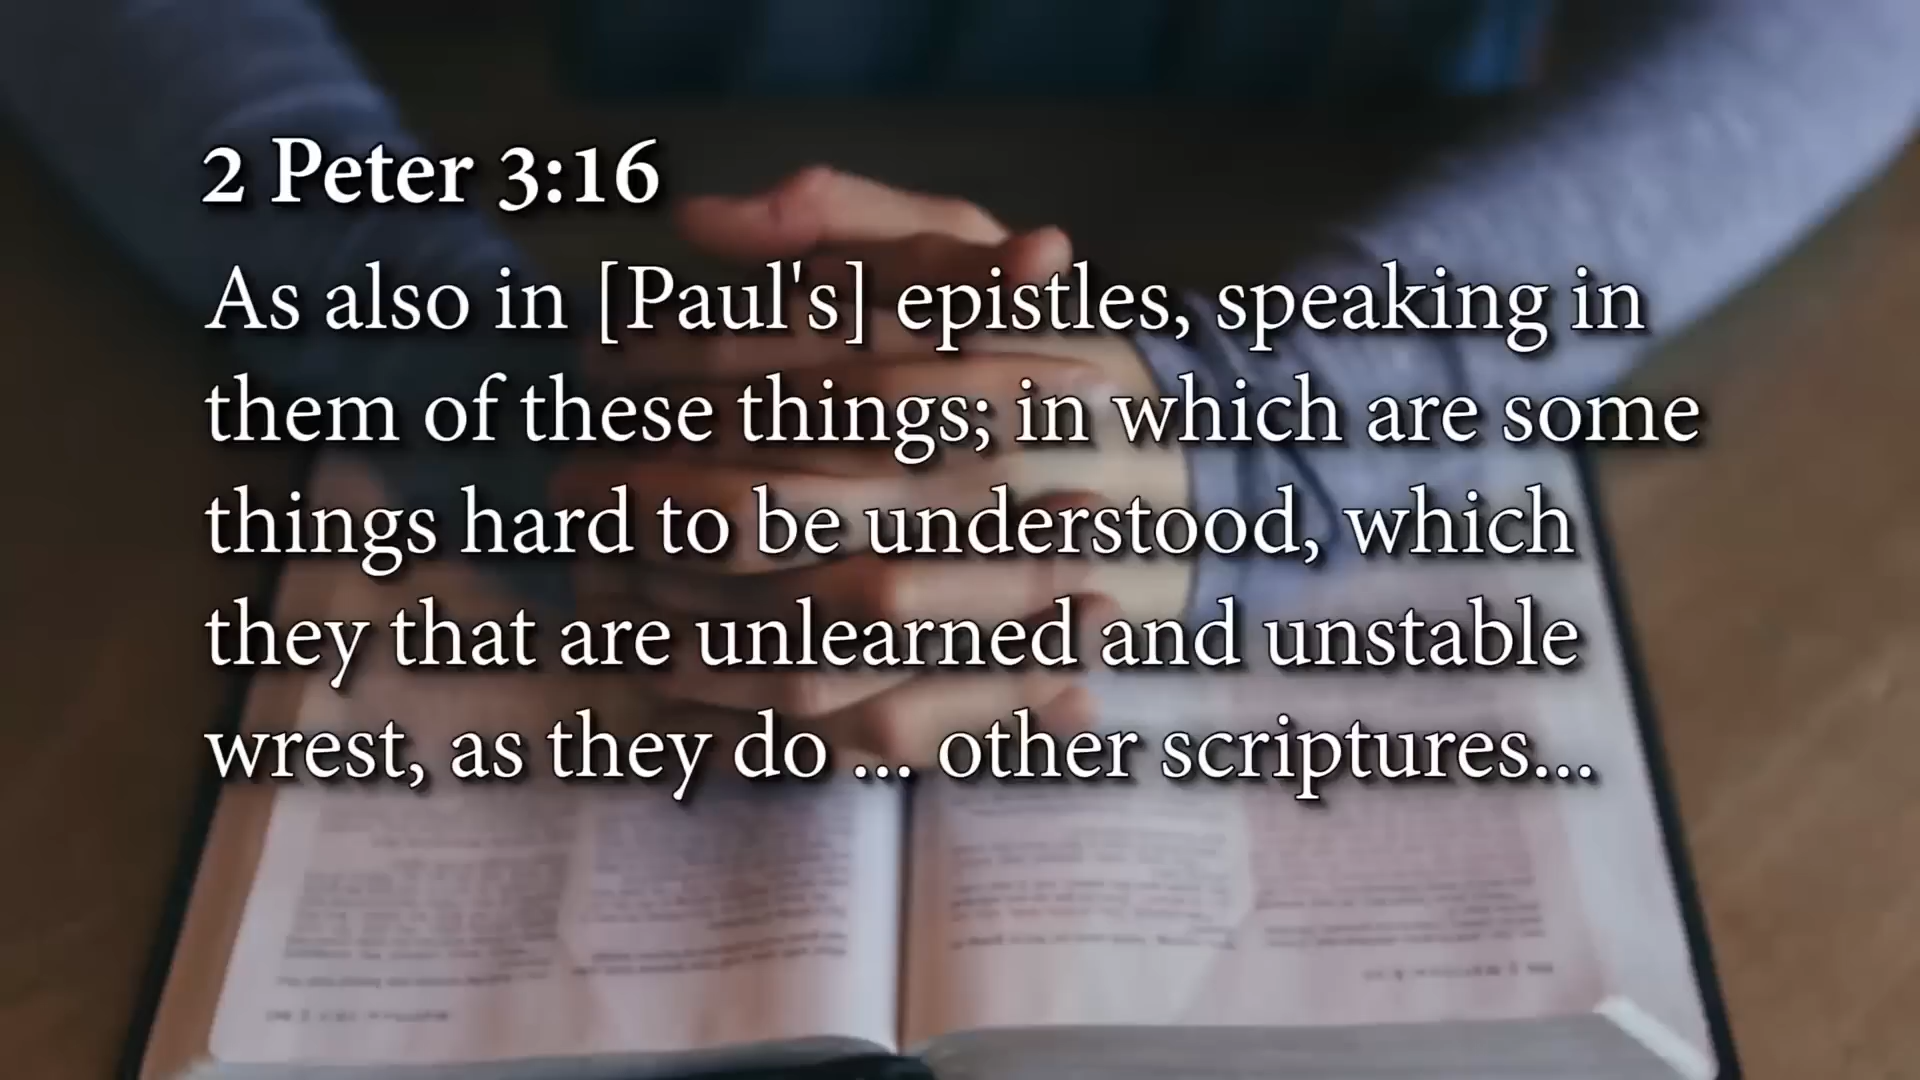 2 Peter 3:16
As also in [Paul's] epistles, speaking in
them of these things; in which are some
things hard to be understood, which
they that are unlearned and unstable
wrest, as they do ... other scriptures...